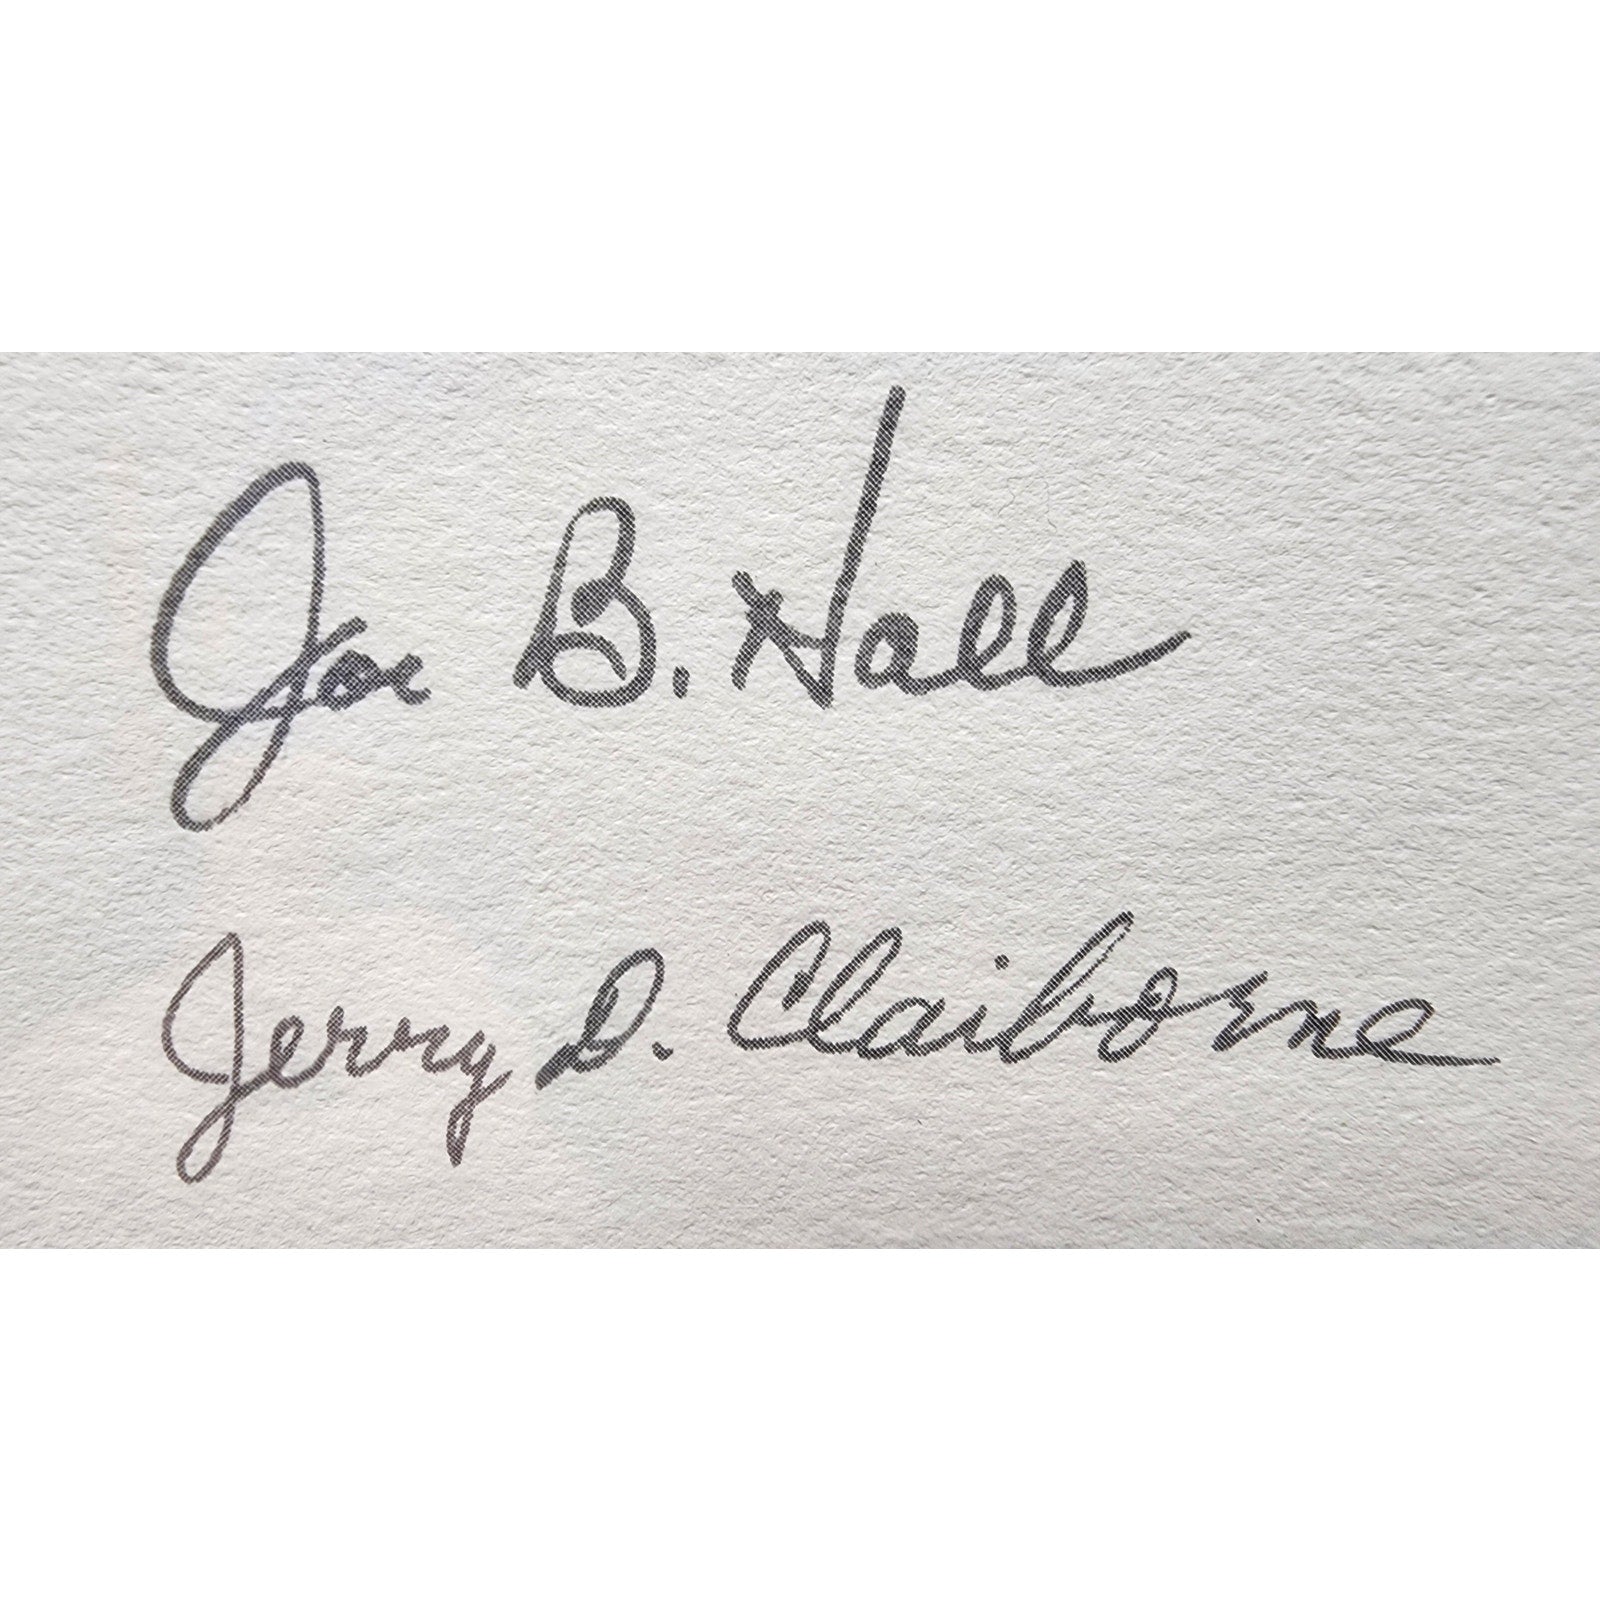 Joe B. Hall
Jerry D. Claiborne